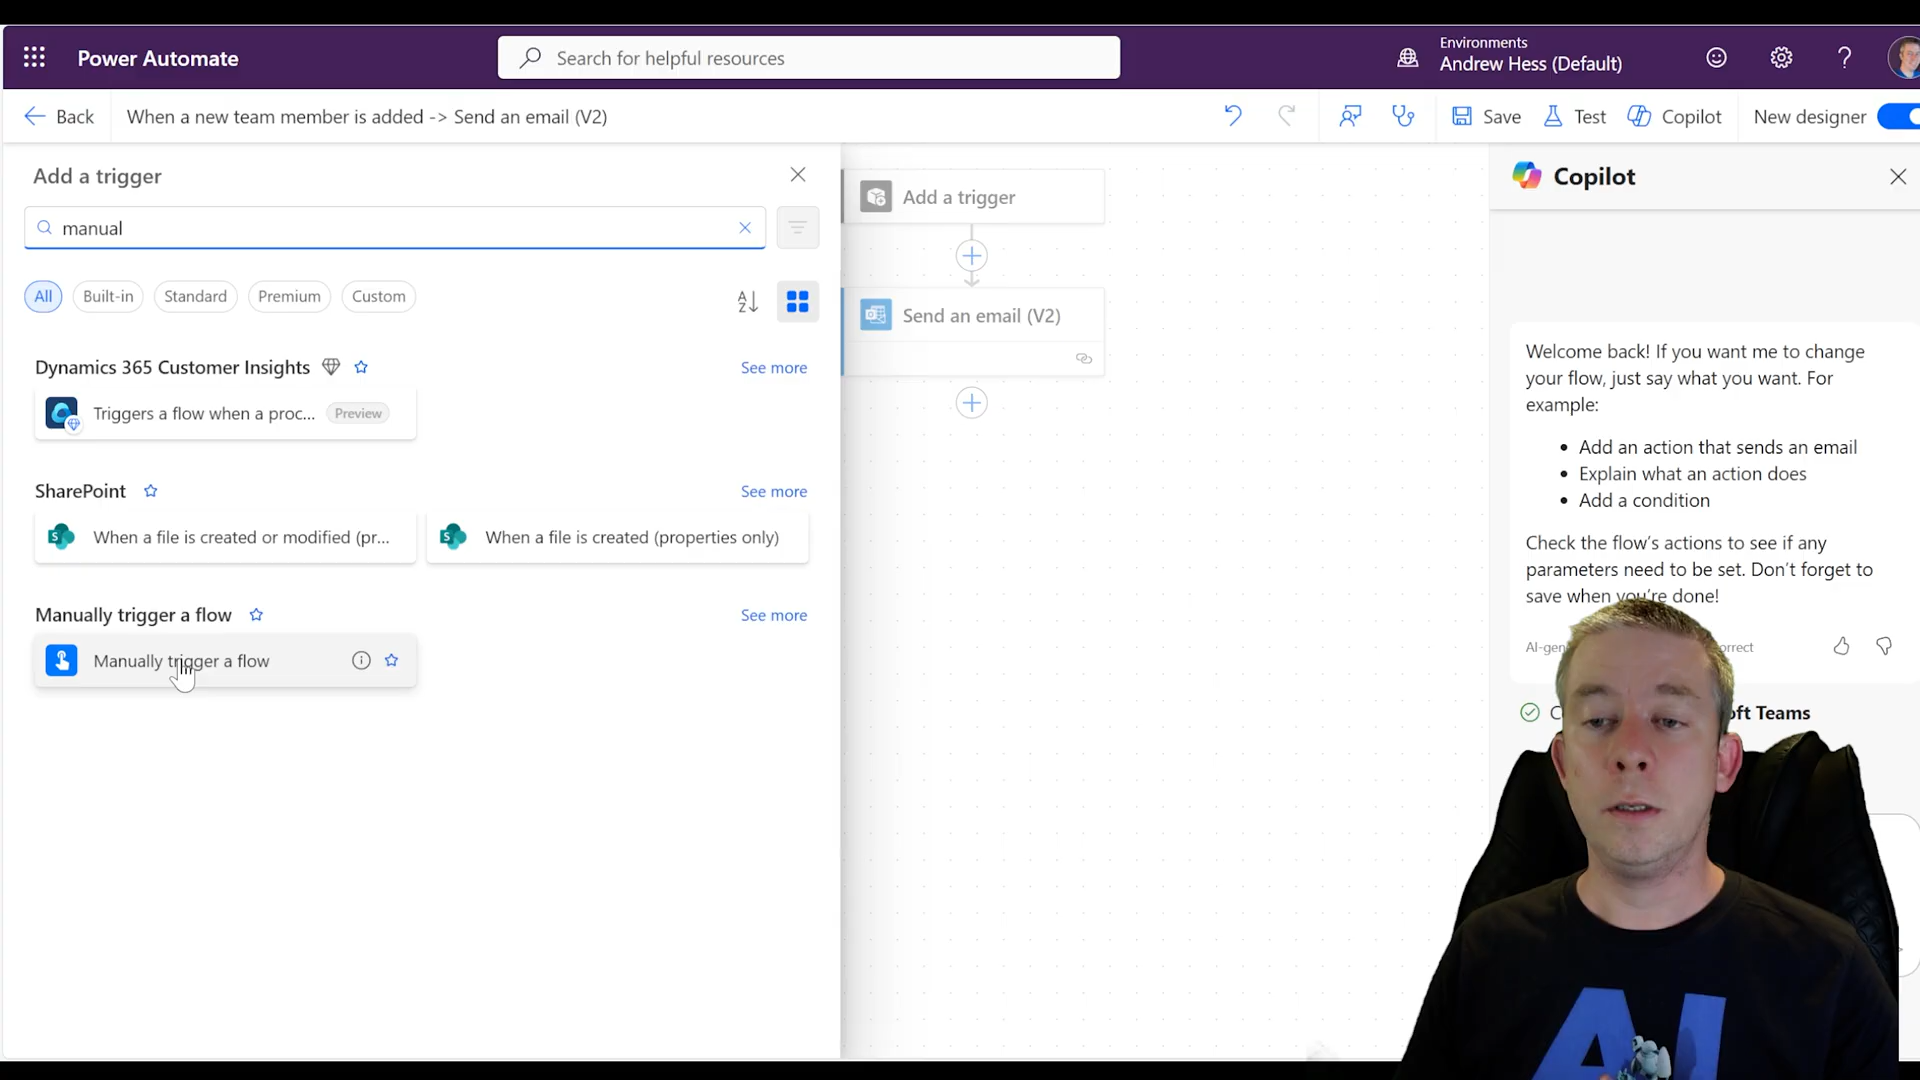 Power Automate
Search for helpful resources
Environments
Andrew Hess (Default)
Back
When a new team member is added -> Send an email (V2)
Save
Test
Copilot
New designer
Add a trigger
manual
All
Built-in
Standard
Premium
Custom
Dynamics 365 Customer Insights
See more
Triggers a flow when a proc...
Preview
SharePoint
See more
When a file is created or modified (pr...
When a file is created (properties only)
Manually trigger a flow
See more
Manually trigger a flow
Add a trigger
Send an email (V2)
Copilot
Welcome back! If you want me to change
your flow, just say what you want. For
example:
• Add an action that sends an email
• Explain what an action does
• Add a condition
Check the flow's actions to see if any
parameters need to be set. Don't forget to
save when you're done!
Teams
AI